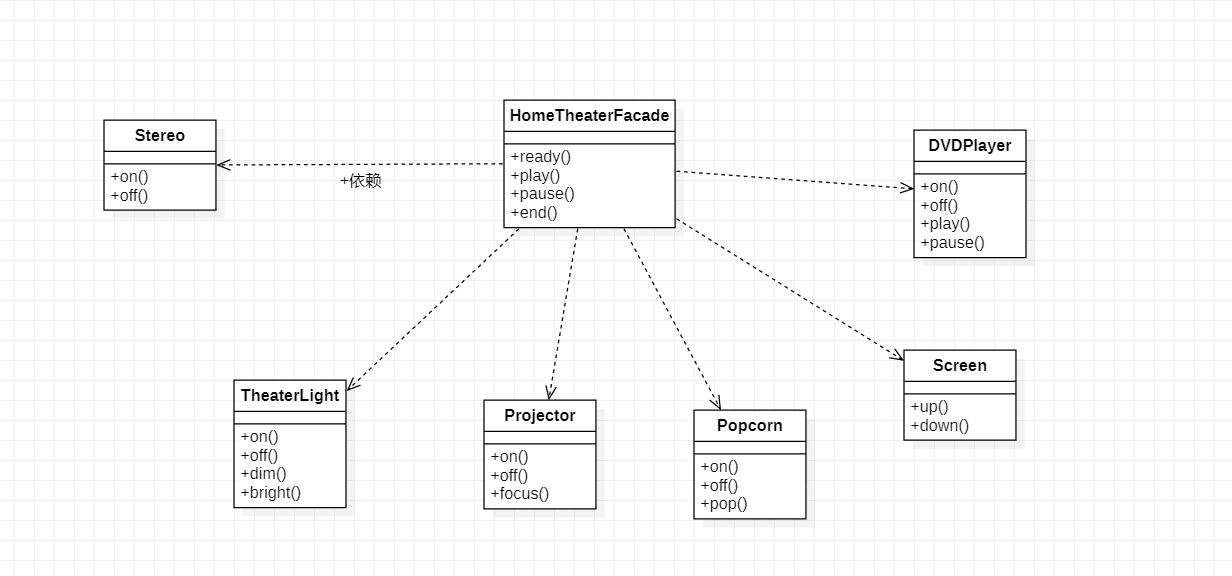 HomeTheaterFacade
+ready()
+play()
+pause()
+end()
Stereo
+on()
+off()
+依赖
DVDPlayer
+on()
+off()
+play()
+pause()
TheaterLight
+on()
+off()
+dim()
+bright()
Projector
+on()
+off()
+focus()
Popcorn
+on()
+off()
+pop()
Screen
+up()
+down()